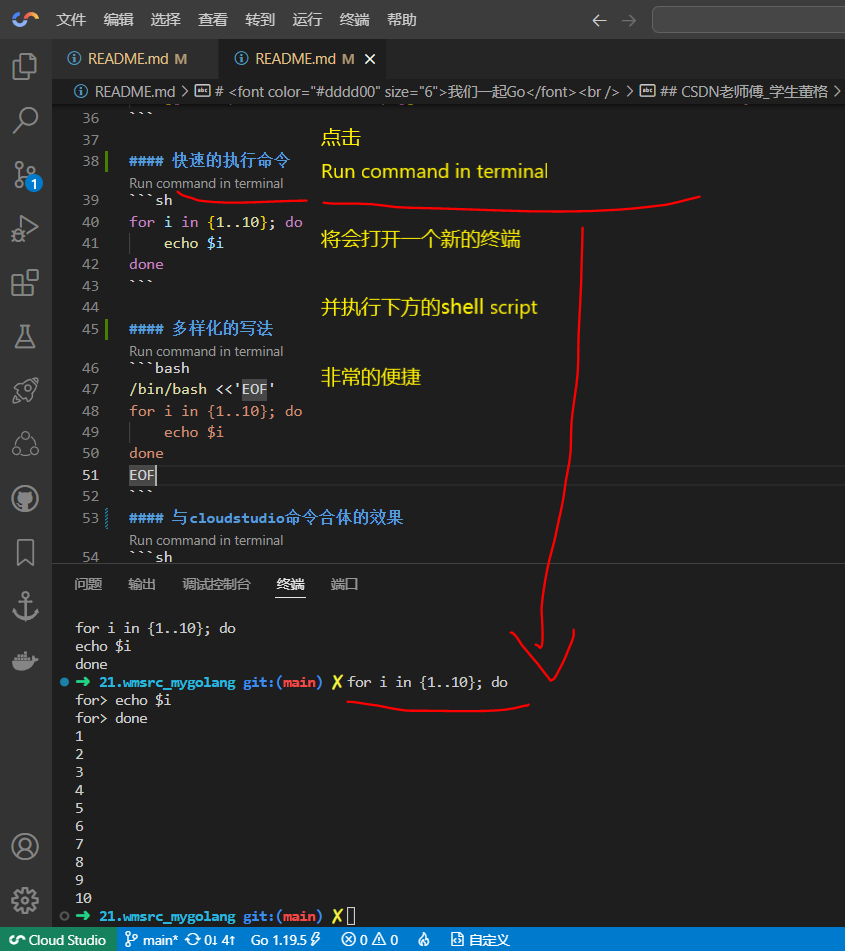 文件 编辑 选择 查看 转到 运行 终端 帮助
README.md M README.md M
README.md # <font color="#dddd00" size="6">我们一起Go</font><br /> ## CSDN老师傅_学生董格
36 ```
37
点击
38 #### 快速的执行命令
Run command in terminal
Run command in terminal
39 ```sh
40 for i in {1..10}; do
41 echo $i
将会打开一个新的终端
42 done
43 ```
44
并执行下方的shell script
45 #### 多样化的写法
Run command in terminal
46 ```bash
非常的便捷
47 /bin/bash <<'EOF'
48 for i in {1..10}; do
49 echo $i
50 done
51 EOF
52 ```
53 #### 与cloudstudio命令合体的效果
Run command in terminal
54 ```sh
1
问题 输出 调试控制台 终端 端口
for i in {1..10}; do
echo $i
done
➜ 21.wmsrc_mygolang git:(main) ✗ for i in {1..10}; do
for> echo $i
for> done
1
2
3
4
5
6
7
8
9
10
➜ 21.wmsrc_mygolang git:(main) ✗
Cloud Studio main* 0↓ 4↑ Go 1.19.5 0 0 自定义